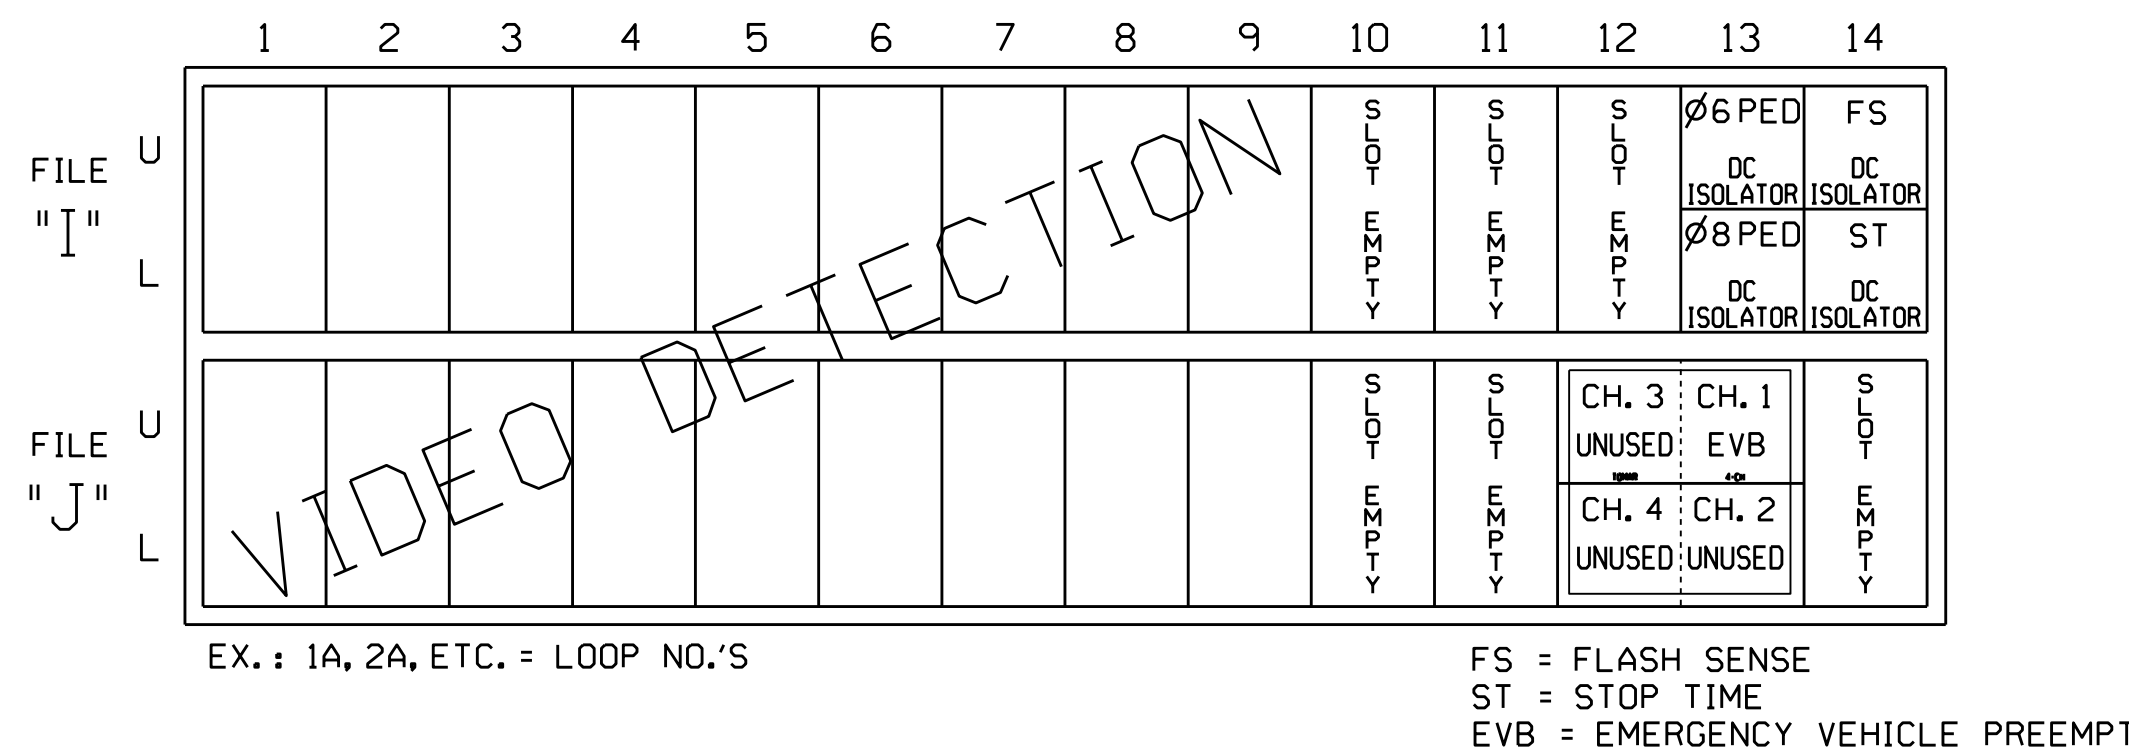 1 2 3 4 5 6 7 8 9 10 11 12 13 14
FILE "I"
U
L
VIDEO DETECTION
SLOT EMPTY
SLOT EMPTY
SLOT EMPTY
Ø6 PED
DC
ISOLATOR
FS
DC
ISOLATOR
Ø8 PED
DC
ISOLATOR
ST
DC
ISOLATOR
FILE "J"
U
L
SLOT EMPTY
SLOT EMPTY
CH. 3
UNUSED
CH. 1
EVB
4-CH
CH. 4
UNUSED
CH. 2
UNUSED
SLOT EMPTY
EX.: 1A, 2A, ETC. = LOOP NO.'S
FS = FLASH SENSE
ST = STOP TIME
EVB = EMERGENCY VEHICLE PREEMPT